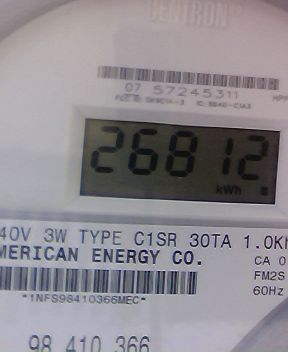 CENTRON®
07 57245311
26812
kWh
40V 3W TYPE C1SR 30TA 1.0Kh
MERICAN ENERGY CO.
CA 0
FM2S
60Hz
*1NFS98410366MEC*
98 410 366